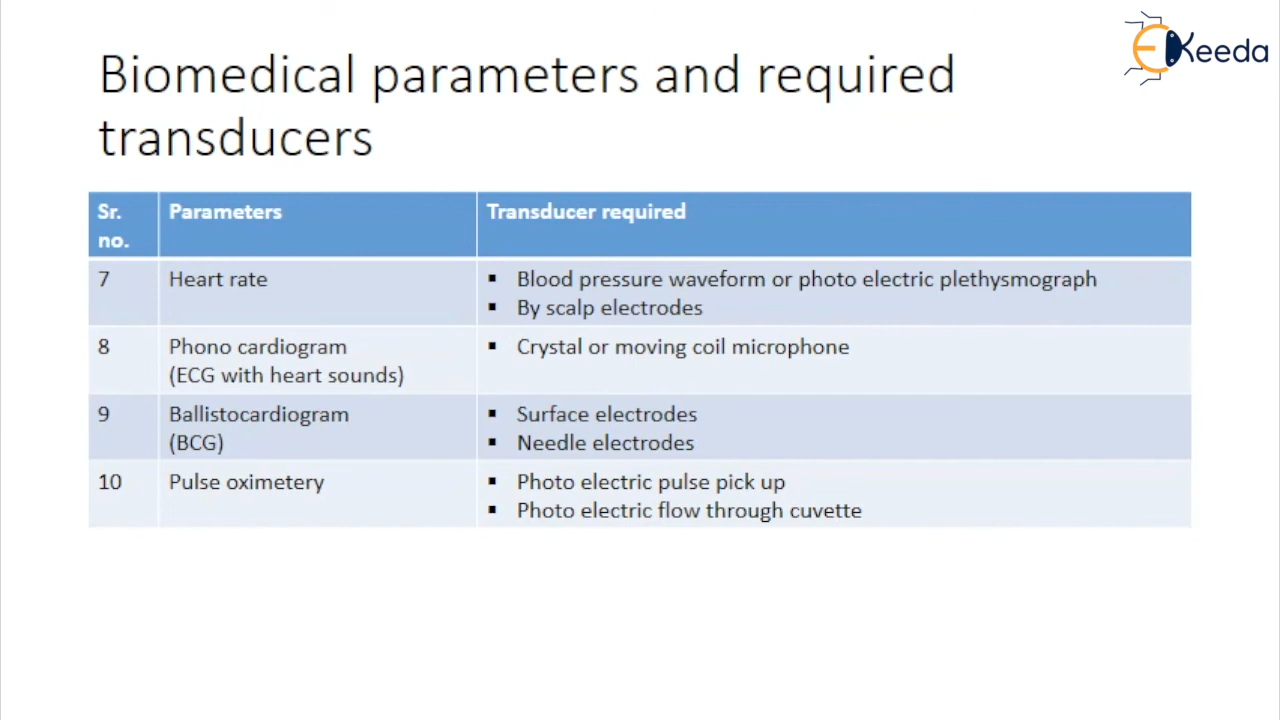 EKeeda
Biomedical parameters and required
transducers
Sr. no. Parameters Transducer required
7 Heart rate ▪ Blood pressure waveform or photo electric plethysmograph
▪ By scalp electrodes
8 Phono cardiogram ▪ Crystal or moving coil microphone
(ECG with heart sounds)
9 Ballistocardiogram ▪ Surface electrodes
(BCG) ▪ Needle electrodes
10 Pulse oximetery ▪ Photo electric pulse pick up
▪ Photo electric flow through cuvette